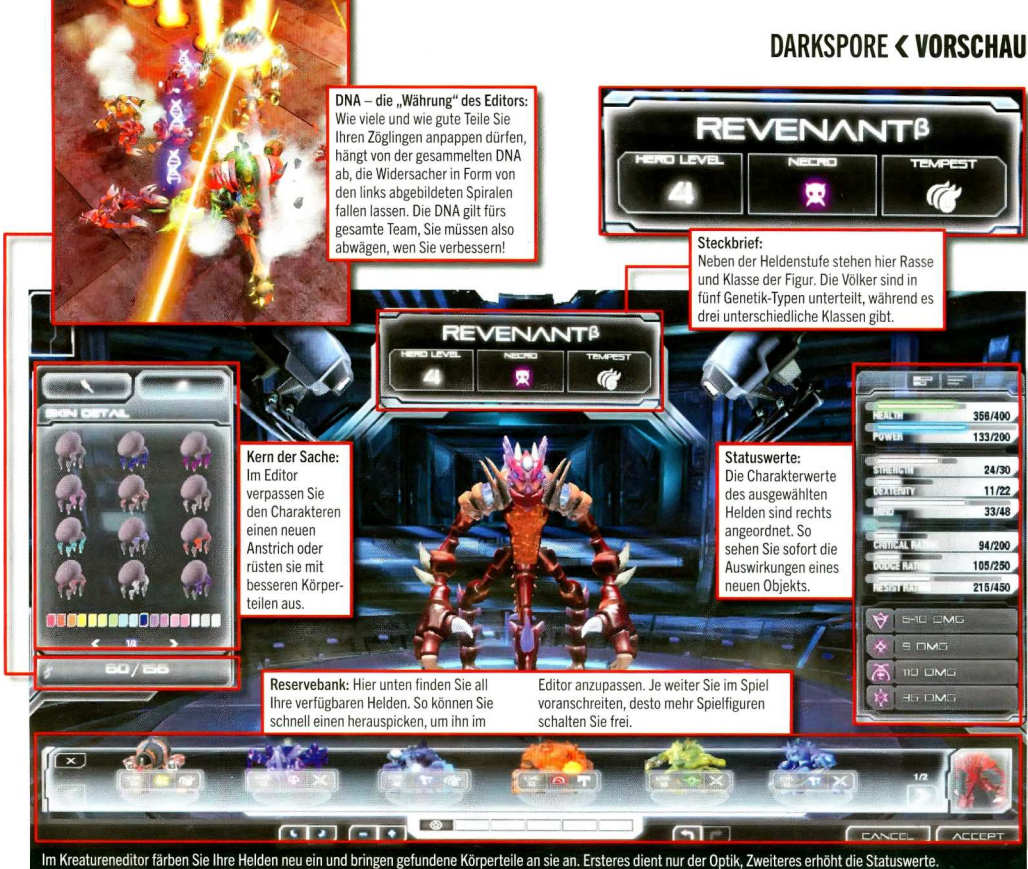 DARKSPORE < VORSCHAU
DNA – die „Währung" des Editors:
Wie viele und wie gute Teile Sie
Ihren Zöglingen anpappen dürfen,
hängt von der gesammelten DNA
ab, die Widersacher in Form von
den links abgebildeten Spiralen
fallen lassen. Die DNA gilt fürs
gesamte Team, Sie müssen also
abwägen, wen Sie verbessern!
REVENANTβ
HERO LEVEL
4
NECRO
TEMPEST
Steckbrief:
Neben der Heldenstufe stehen hier Rasse
und Klasse der Figur. Die Völker sind in
fünf Genetik-Typen unterteilt, während es
drei unterschiedliche Klassen gibt.
REVENANTβ
HERO LEVEL
4
NECRO
TEMPEST
SKIN DETAIL
60/156
Kern der Sache:
Im Editor
verpassen Sie
den Charakteren
einen neuen
Anstrich oder
rüsten sie mit
besseren Körper-
teilen aus.
Statuswerte:
Die Charakterwerte
des ausgewählten
Helden sind rechts
angeordnet. So
sehen Sie sofort die
Auswirkungen eines
neuen Objekts.
HEALTH 356/400
POWER 133/200
STRENGTH 24/30
DEXTERITY 11/22
MIND 33/48
CRITICAL RATING 94/200
DODGE RATING 105/250
RESIST RATING 215/450
6-10 DMG
9 DMG
110 DMG
Reservebank: Hier unten finden Sie all
Ihre verfügbaren Helden. So können Sie
schnell einen herauspicken, um ihn im
Editor anzupassen. Je weiter Sie im Spiel
voranschreiten, desto mehr Spielfiguren
schalten Sie frei.
1/2
CANCEL
ACCEPT
Im Kreatureneditor färben Sie Ihre Helden neu ein und bringen gefundene Körperteile an sie an. Ersteres dient nur der Optik, Zweiteres erhöht die Statuswerte.